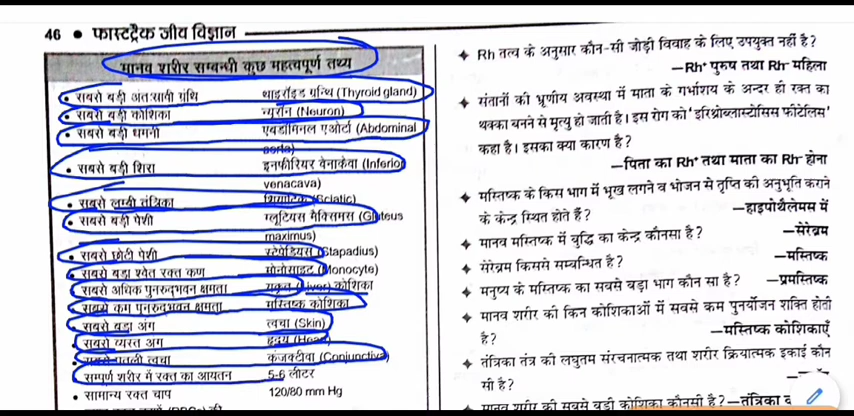 46 ● फास्टट्रैक जीव विज्ञान
मानव शरीर सम्बन्धी कुछ महत्वपूर्ण तथ्य
• सबसे बड़ी अंतःस्रावी ग्रंथि थाइरॉइड ग्रन्थि (Thyroid gland)
• सबसे बड़ी कोशिका न्यूरॉन (Neuron)
• सबसे बड़ी धमनी एबडॉमिनल एओर्टा (Abdominal
aorta)
• सबसे बड़ी शिरा इनफीरियर वेनाकेवा (Inferior
venacava)
• सबसे लम्बी तंत्रिका शियाटिक (Sciatic)
• सबसे बड़ी पेशी ग्लूटियस मैक्सिमस (Gluteus
maximus)
• सबसे छोटी पेशी स्टेपेडियस (Stapadius)
• सबसे बड़ा श्वेत रक्त कण मोनोसाइट (Monocyte)
• सबसे अधिक पुनरुद्भवन क्षमता यकृत (Liver) कोशिका
• सबसे कम पुनरुद्भवन क्षमता मस्तिष्क कोशिका
• सबसे बड़ा अंग त्वचा (Skin)
• सबसे व्यस्त अंग हृदय (Heart)
• सबसे पतली त्वचा कंजक्टीवा (Conjunctiva)
• सम्पूर्ण शरीर में रक्त का आयतन 5-6 लीटर
• सामान्य रक्त चाप 120/80 mm Hg
Rh तत्व के अनुसार कौन-सी जोड़ी विवाह के लिए उपयुक्त नहीं है?
—Rh⁺ पुरुष तथा Rh⁻ महिला
संतानों की भ्रूणीय अवस्था में माता के गर्भाशय के अन्दर ही रक्त का
थक्का बनने से मृत्यु हो जाती है। इस रोग को 'इरिथ्रोब्लास्टोसिस फीटेलिस'
कहा है। इसका क्या कारण है?
—पिता का Rh⁺ तथा माता का Rh⁻ होना
मस्तिष्क के किस भाग में भूख लगने व भोजन से तृप्ति की अनुभूति कराने
के केन्द्र स्थित होते हैं? —हाइपोथैलेमस में
मानव मस्तिष्क में वुद्धि का केन्द्र कौनसा है? —सेरेब्रम
सेरेब्रम किससे सम्बन्धित है? —मस्तिष्क
मनुष्य के मस्तिष्क का सबसे बड़ा भाग कौन सा है? —प्रमस्तिष्क
मानव शरीर की किन कोशिकाओं में सबसे कम पुनर्योजन शक्ति होती
है? —मस्तिष्क कोशिकाएँ
तंत्रिका तंत्र की लघुतम संरचनात्मक तथा शरीर क्रियात्मक इकाई कौन
सी है?
मानव शरीर की सबसे बड़ी कोशिका कौनसी है? —तंत्रिका